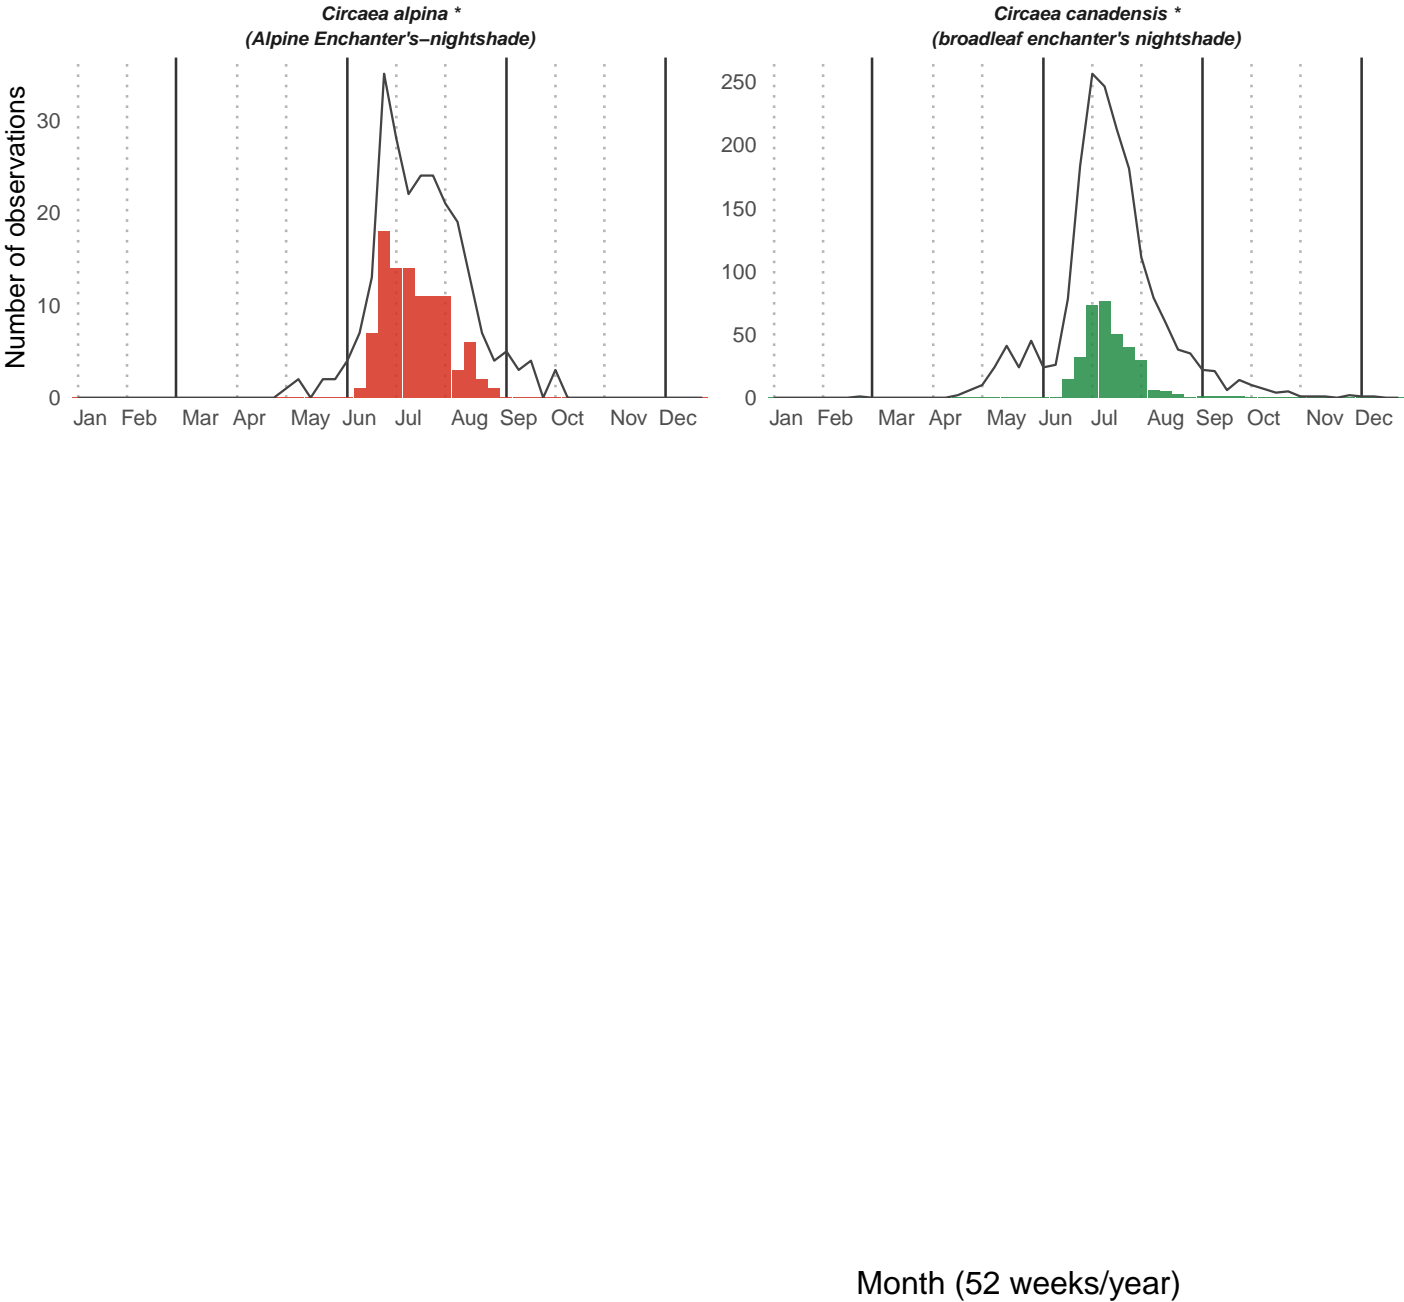 Circaea alpina *
(Alpine Enchanter's−nightshade)
Circaea canadensis *
(broadleaf enchanter's nightshade)
Number of observations
30
20
10
0
Jan Feb Mar Apr May Jun Jul Aug Sep Oct Nov Dec
250
200
150
100
50
0
Jan Feb Mar Apr May Jun Jul Aug Sep Oct Nov Dec
Month (52 weeks/year)